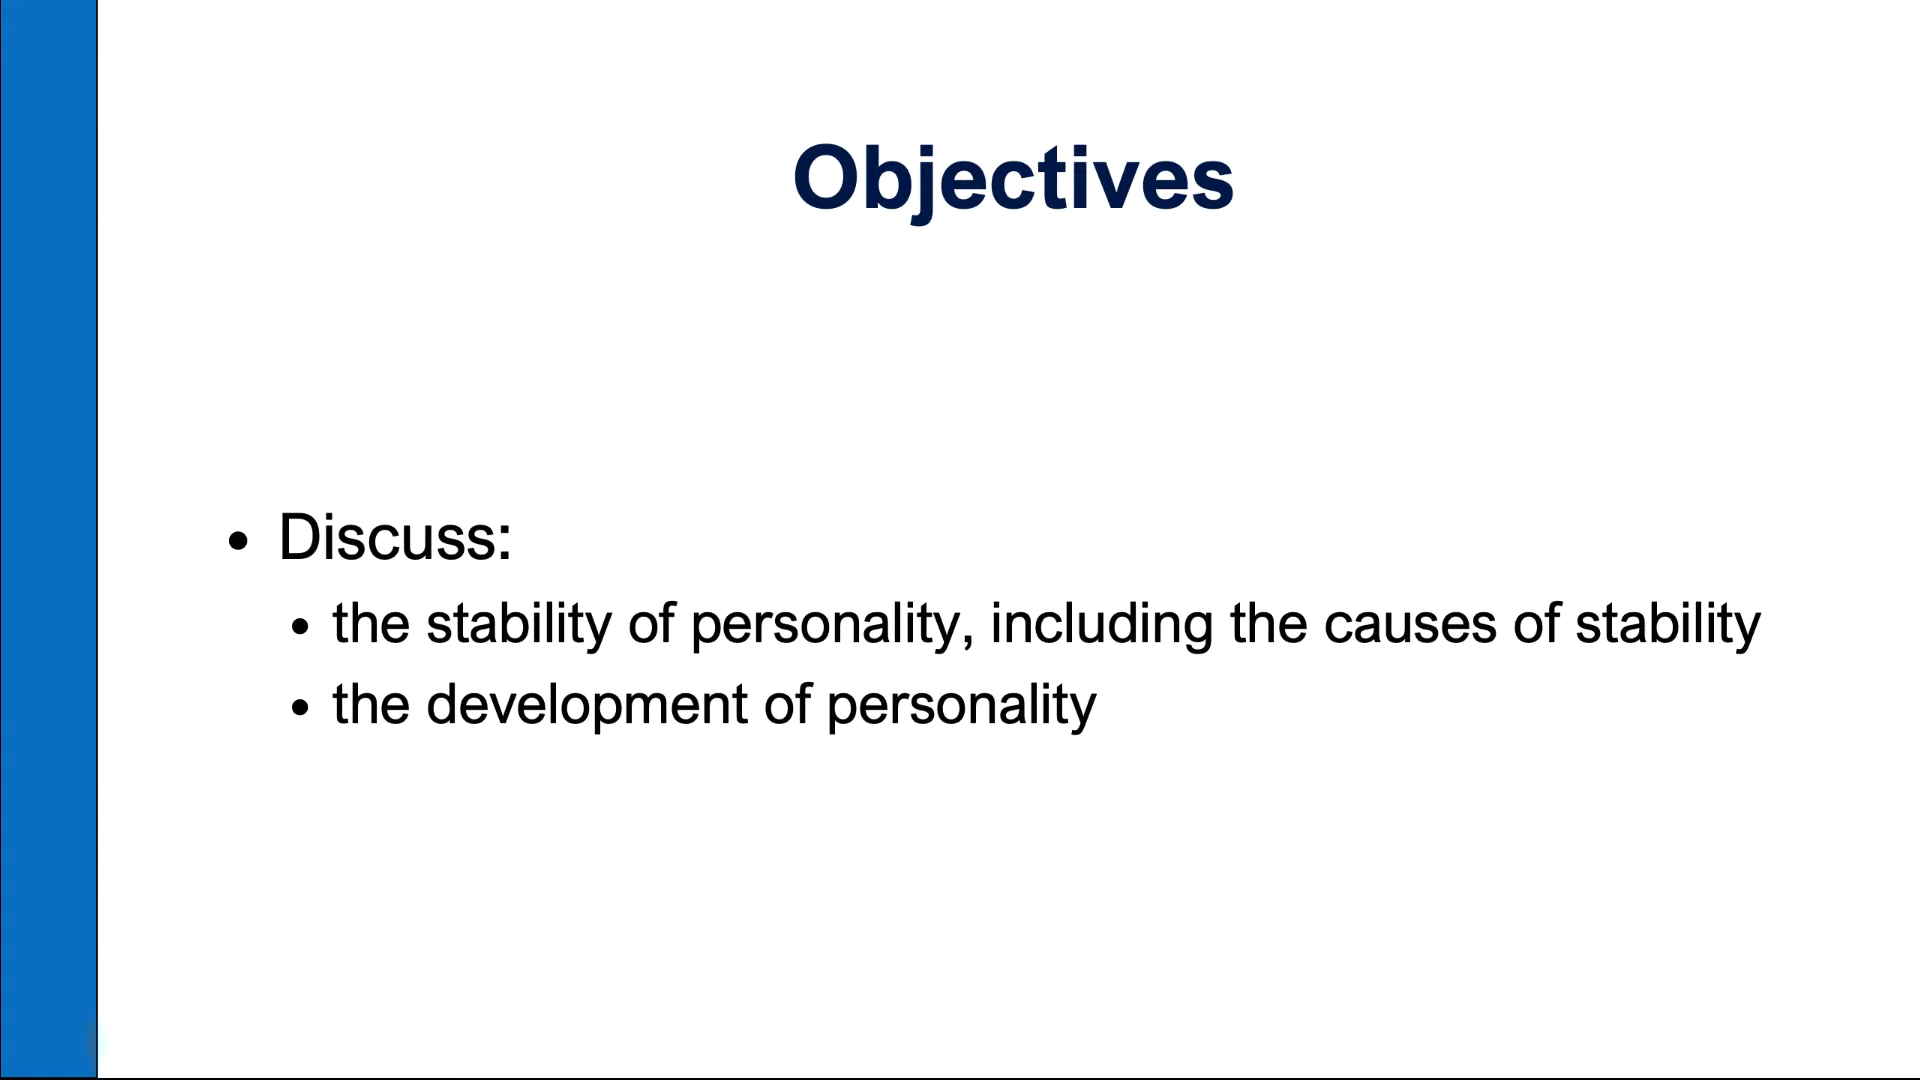 Objectives
• Discuss:
• the stability of personality, including the causes of stability
• the development of personality